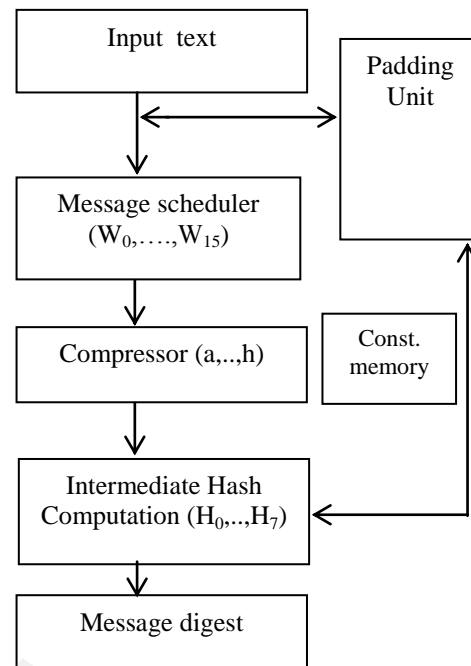 Input text
Padding
Unit
Message scheduler
(W₀,….,W₁₅)
Compressor (a,..,h)
Const.
memory
Intermediate Hash
Computation (H₀,..,H₇)
Message digest